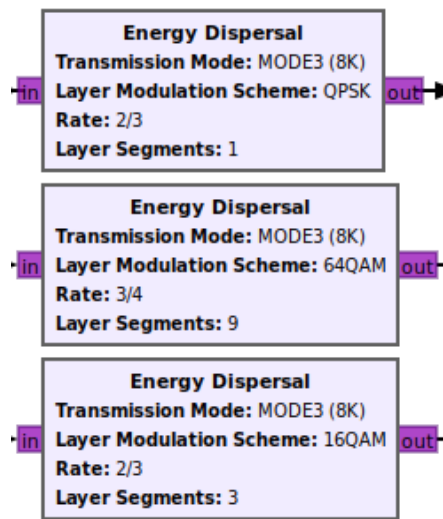 Energy Dispersal
Transmission Mode: MODE3 (8K)
in Layer Modulation Scheme: QPSK out
Rate: 2/3
Layer Segments: 1
Energy Dispersal
Transmission Mode: MODE3 (8K)
in Layer Modulation Scheme: 64QAM out
Rate: 3/4
Layer Segments: 9
Energy Dispersal
Transmission Mode: MODE3 (8K)
in Layer Modulation Scheme: 16QAM out
Rate: 2/3
Layer Segments: 3